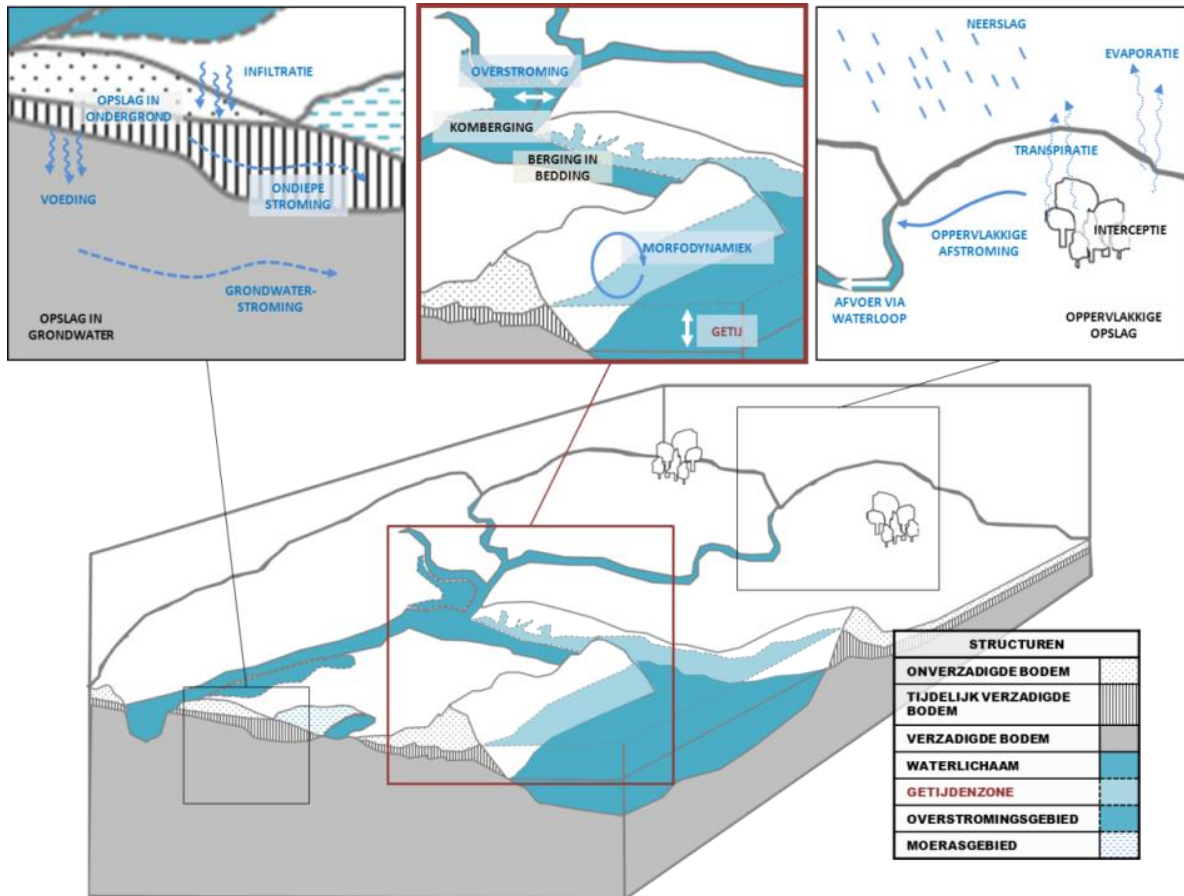 INFILTRATIE
OPSLAG IN
ONDERGROND
VOEDING
ONDIEPE
STROMING
GRONDWATER-
STROMING
OPSLAG IN
GRONDWATER
OVERSTROMING
KOMBERGING
BERGING IN
BEDDING
MORFODYNAMIEK
GETIJ
NEERSLAG
EVAPORATIE
TRANSPIRATIE
INTERCEPTIE
OPPERVLAKKIGE
AFSTROMING
AFVOER VIA
WATERLOOP
OPPERVLAKKIGE
OPSLAG
STRUCTUREN
ONVERZADIGDE BODEM
TIJDELIJK VERZADIGDE
BODEM
VERZADIGDE BODEM
WATERLICHAAM
GETIJDENZONE
OVERSTROMINGSGEBIED
MOERASGEBIED